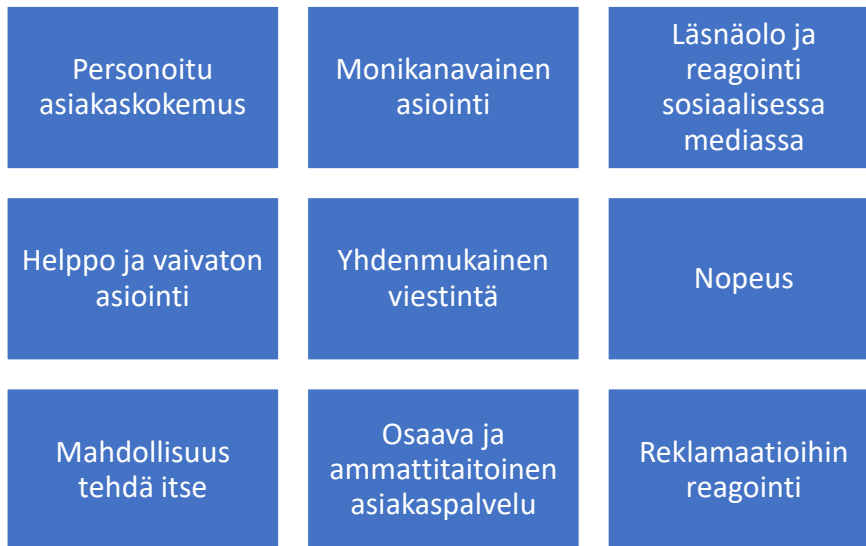 Personoitu
asiakaskokemus
Monikanavainen
asiointi
Läsnäolo ja
reagointi
sosiaalisessa
mediassa
Helppo ja vaivaton
asiointi
Yhdenmukainen
viestintä
Nopeus
Mahdollisuus
tehdä itse
Osaava ja
ammattitaitoinen
asiakaspalvelu
Reklamaatioihin
reagointi